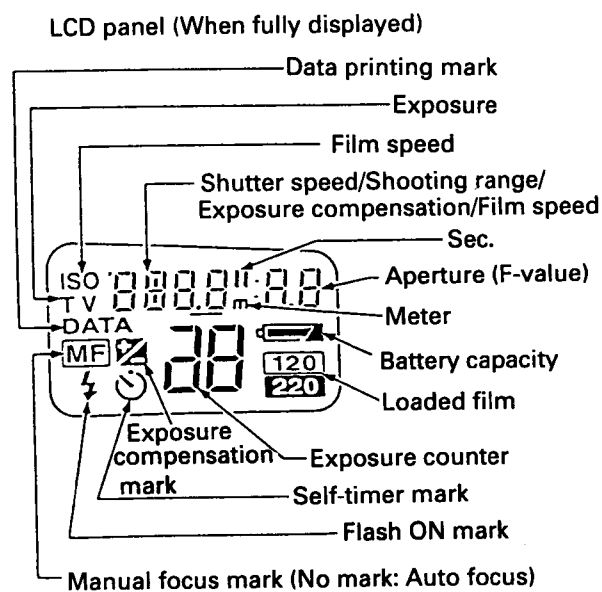 LCD panel (When fully displayed)
Data printing mark
Exposure
Film speed
Shutter speed/Shooting range/
Exposure compensation/Film speed
Sec.
Aperture (F-value)
Meter
Battery capacity
Loaded film
ISO
TV
m
DATA
MF
120
220
Exposure
compensation
mark
Exposure counter
Self-timer mark
Flash ON mark
Manual focus mark (No mark: Auto focus)